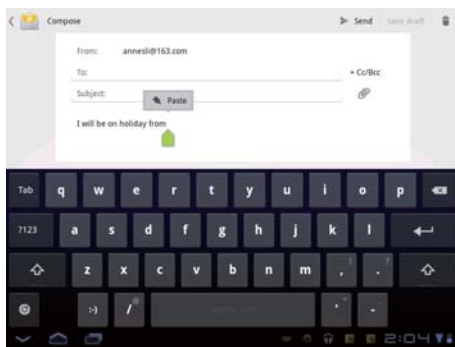 Compose
Send Save draft
From: annesli@163.com
To:
+ Cc/Bcc
Subject:
Paste
I will be on holiday from
Tab q w e r t y u i o p
?123 a s d f g h j k l
z x c v b n m , ! . ?
:-) / @ ' " -
2:04